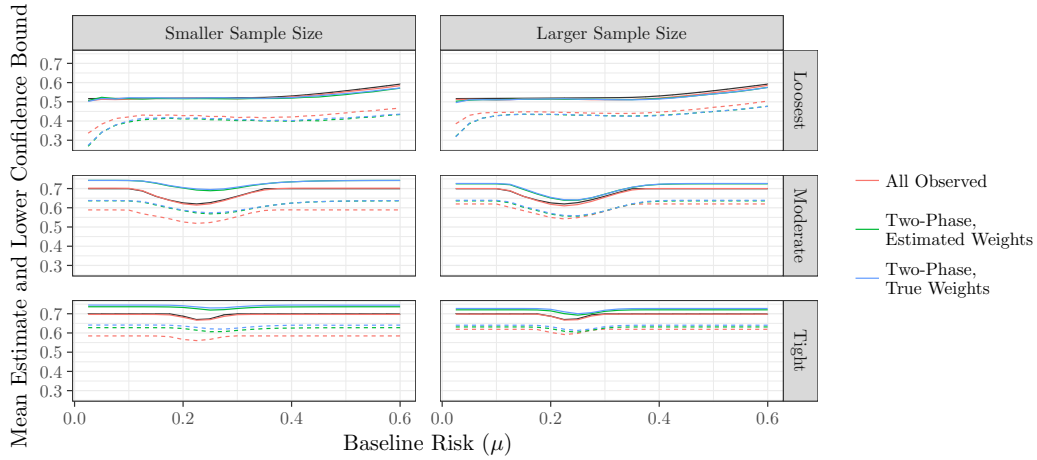 Mean Estimate and Lower Confidence Bound
Smaller Sample Size
Larger Sample Size
0.7
0.6
0.5
0.4
0.3
Loosest
0.7
0.6
0.5
0.4
0.3
Moderate
0.7
0.6
0.5
0.4
0.3
Tight
0.0 0.2 0.4 0.6
0.0 0.2 0.4 0.6
Baseline Risk (μ)
All Observed
Two-Phase,
Estimated Weights
Two-Phase,
True Weights